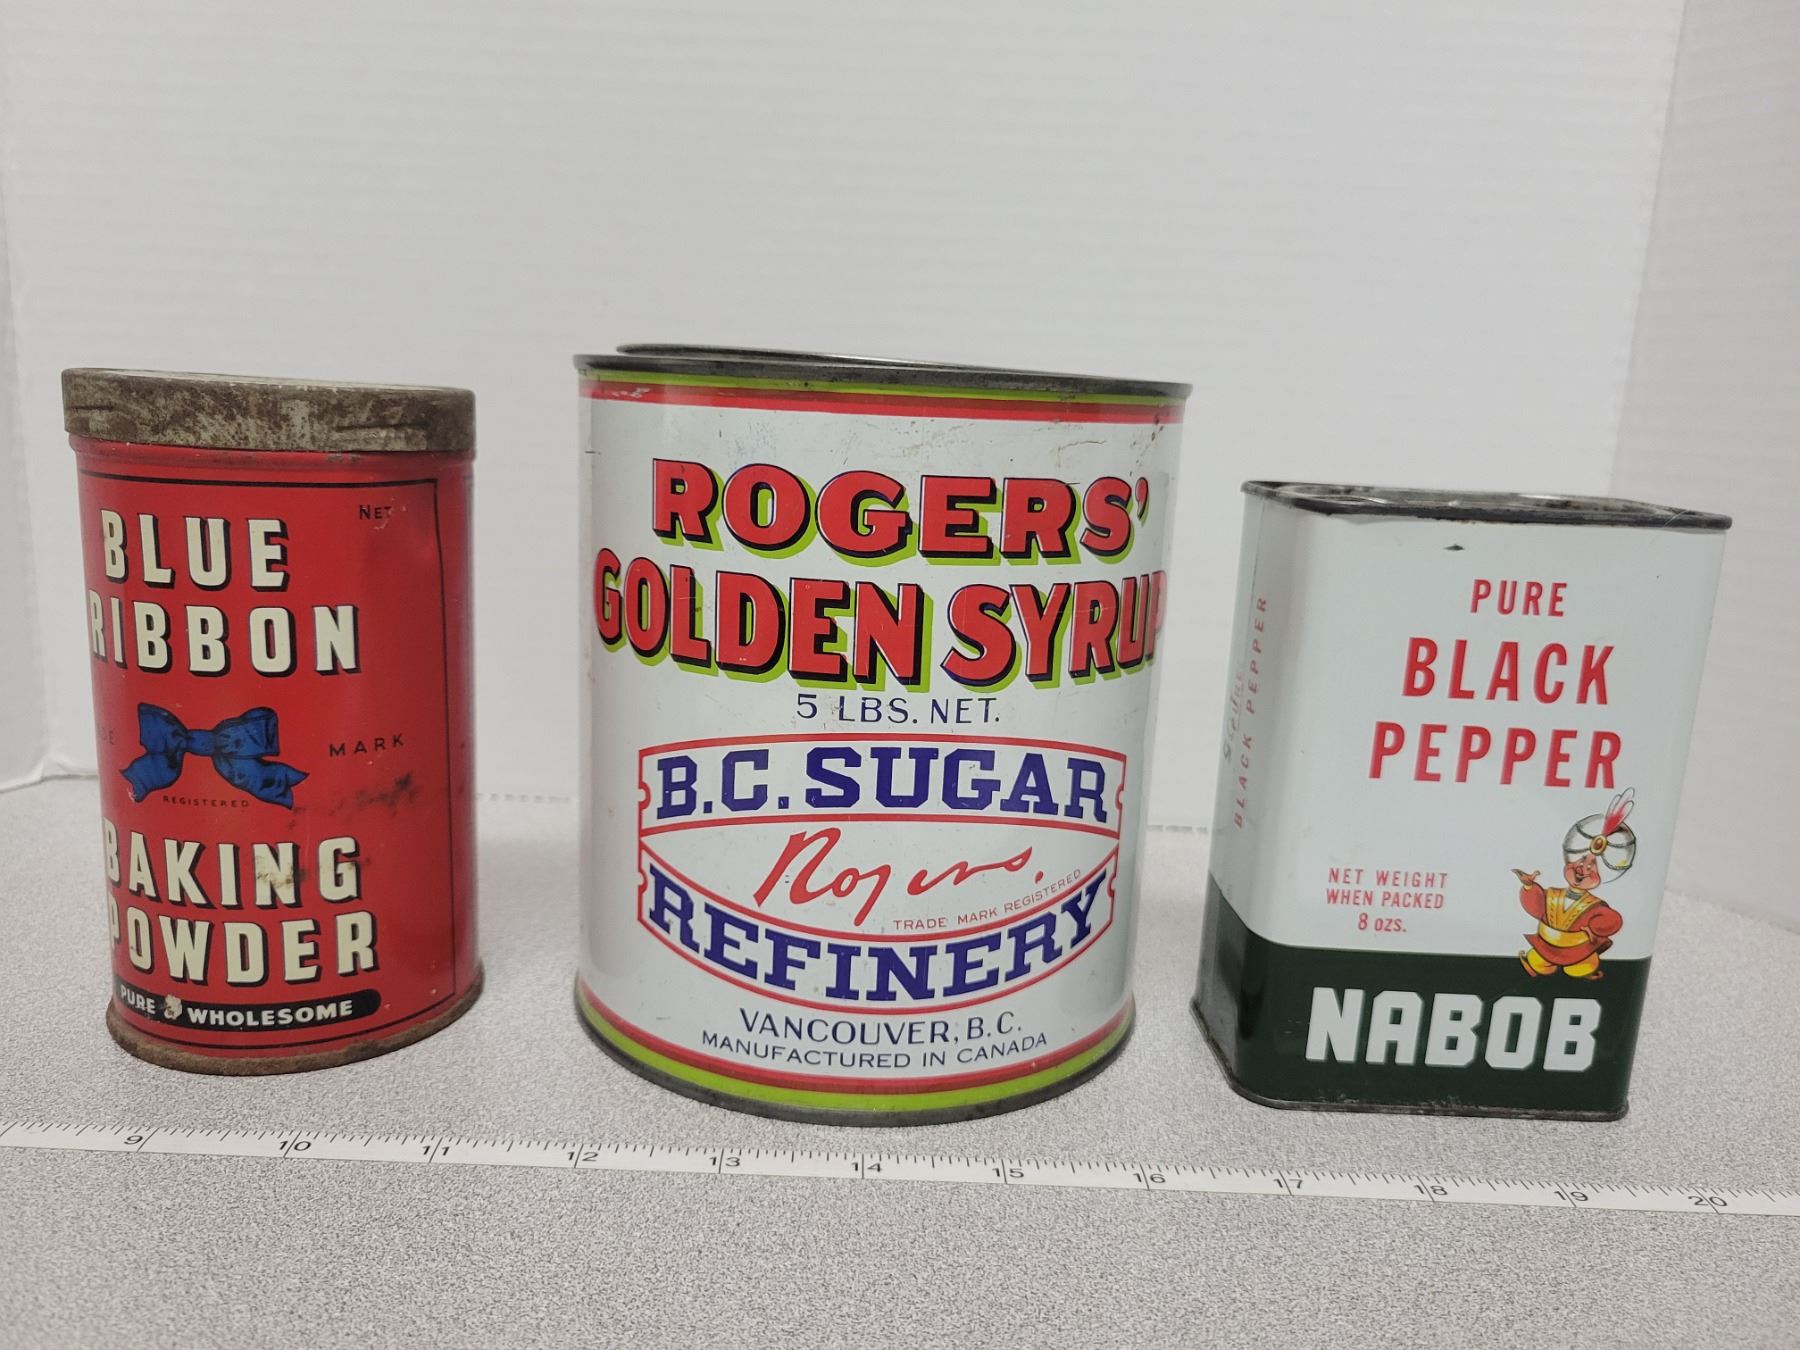 NET
BLUE
RIBBON
MARK
REGISTERED
BAKING
POWDER
PURE & WHOLESOME
ROGERS'
GOLDEN SYRUP
5 LBS. NET.
B.C. SUGAR
Rogers.
TRADE MARK REGISTERED
REFINERY
VANCOUVER, B.C.
MANUFACTURED IN CANADA
BLACK PEPPER
PURE
BLACK
PEPPER
NET WEIGHT
WHEN PACKED
8 OZS.
NABOB
9 10 11 12 13 14 15 16 17 18 19 20